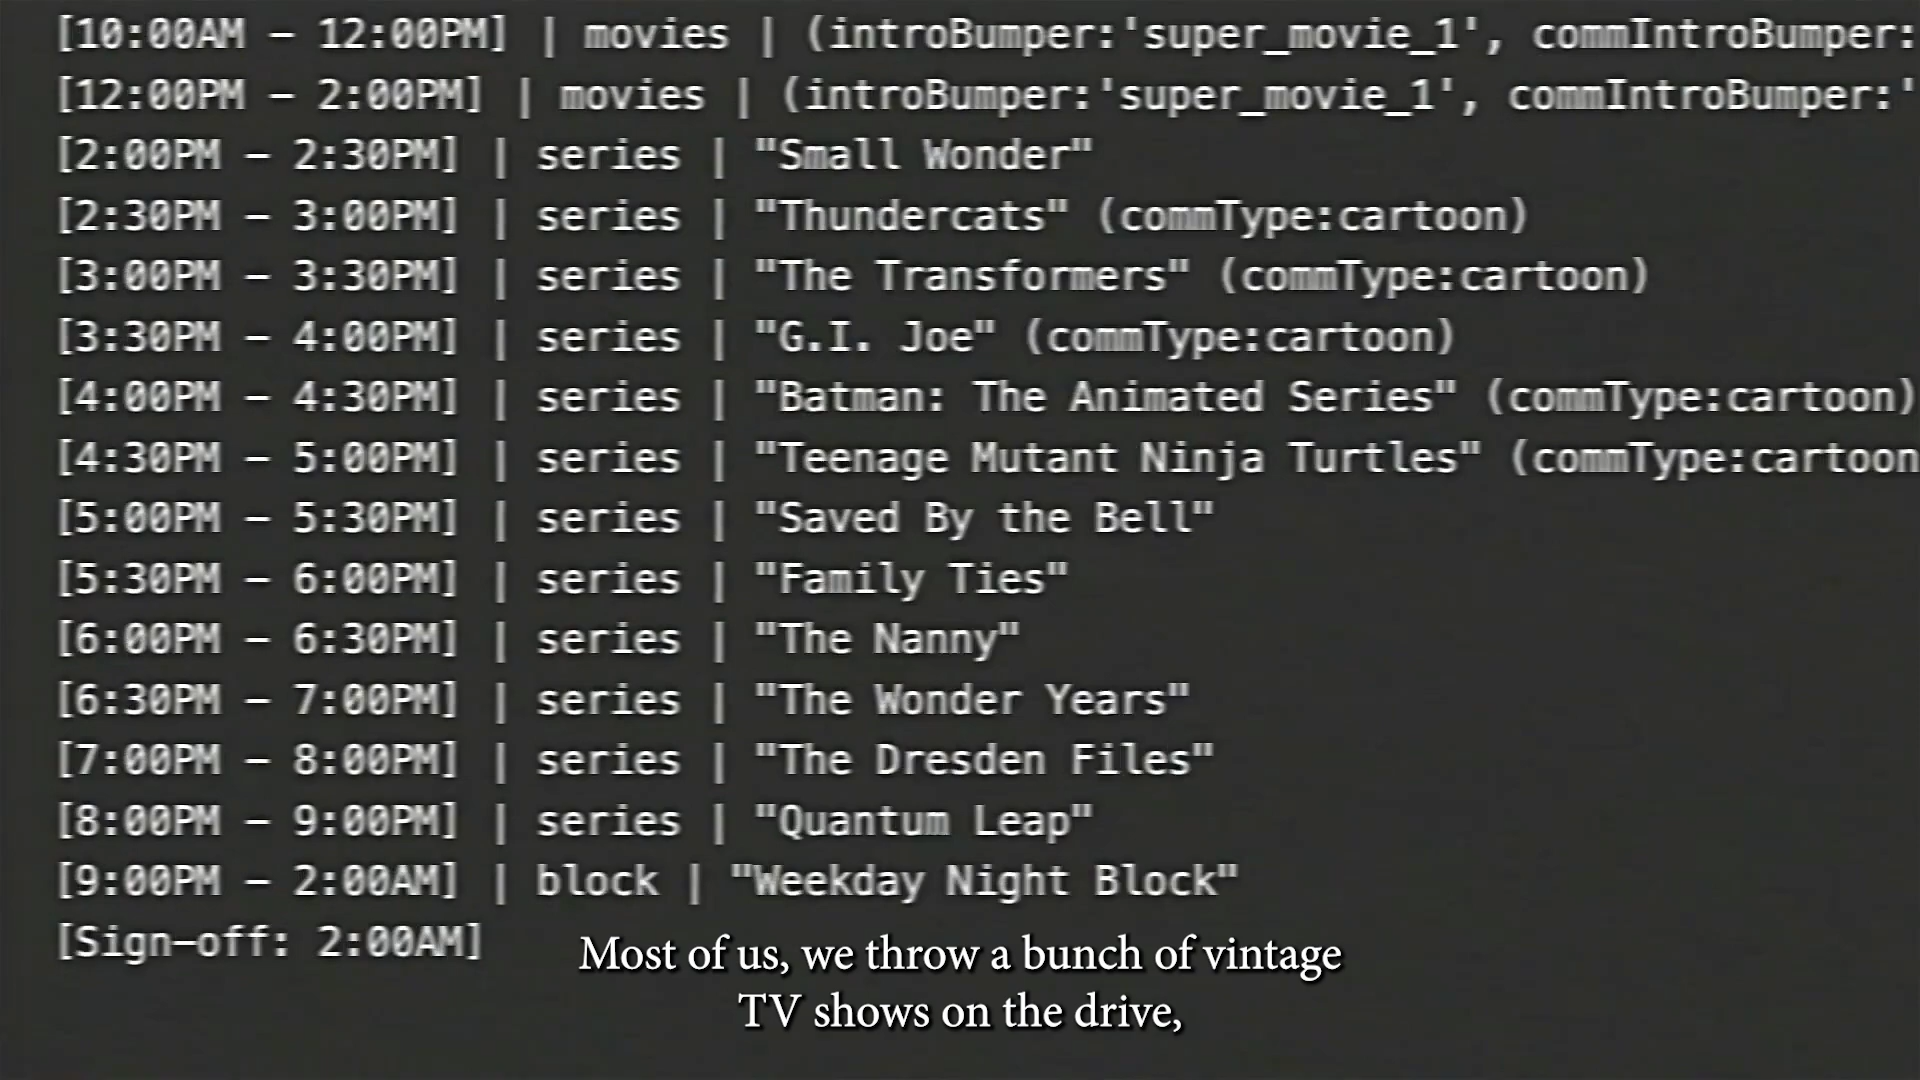 [10:00AM – 12:00PM] | movies | (introBumper:'super_movie_1', commIntroBumper:
[12:00PM – 2:00PM] | movies | (introBumper:'super_movie_1', commIntroBumper:'
[2:00PM – 2:30PM] | series | "Small Wonder"
[2:30PM – 3:00PM] | series | "Thundercats" (commType:cartoon)
[3:00PM – 3:30PM] | series | "The Transformers" (commType:cartoon)
[3:30PM – 4:00PM] | series | "G.I. Joe" (commType:cartoon)
[4:00PM – 4:30PM] | series | "Batman: The Animated Series" (commType:cartoon)
[4:30PM – 5:00PM] | series | "Teenage Mutant Ninja Turtles" (commType:cartoon
[5:00PM – 5:30PM] | series | "Saved By the Bell"
[5:30PM – 6:00PM] | series | "Family Ties"
[6:00PM – 6:30PM] | series | "The Nanny"
[6:30PM – 7:00PM] | series | "The Wonder Years"
[7:00PM – 8:00PM] | series | "The Dresden Files"
[8:00PM – 9:00PM] | series | "Quantum Leap"
[9:00PM – 2:00AM] | block | "Weekday Night Block"
[Sign–off: 2:00AM]
Most of us, we throw a bunch of vintage
TV shows on the drive,